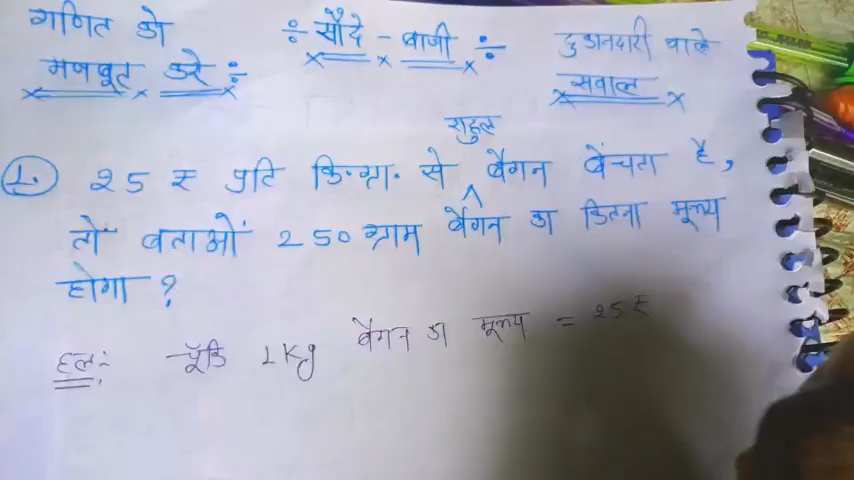 गणित को ÷ सौदे - बाजी ÷ दुकानदारी वाले
मजबूत करे ÷ सवाल
राहुल
1. 25 ₹ प्रति कि.ग्रा. से ^ बैगन बेंचता है,
तो बताओं 250 ग्राम बैगन का कितना मूल्य
होगा ?
हल: चूँकि 1 Kg बैगन का मूल्य = 25 ₹